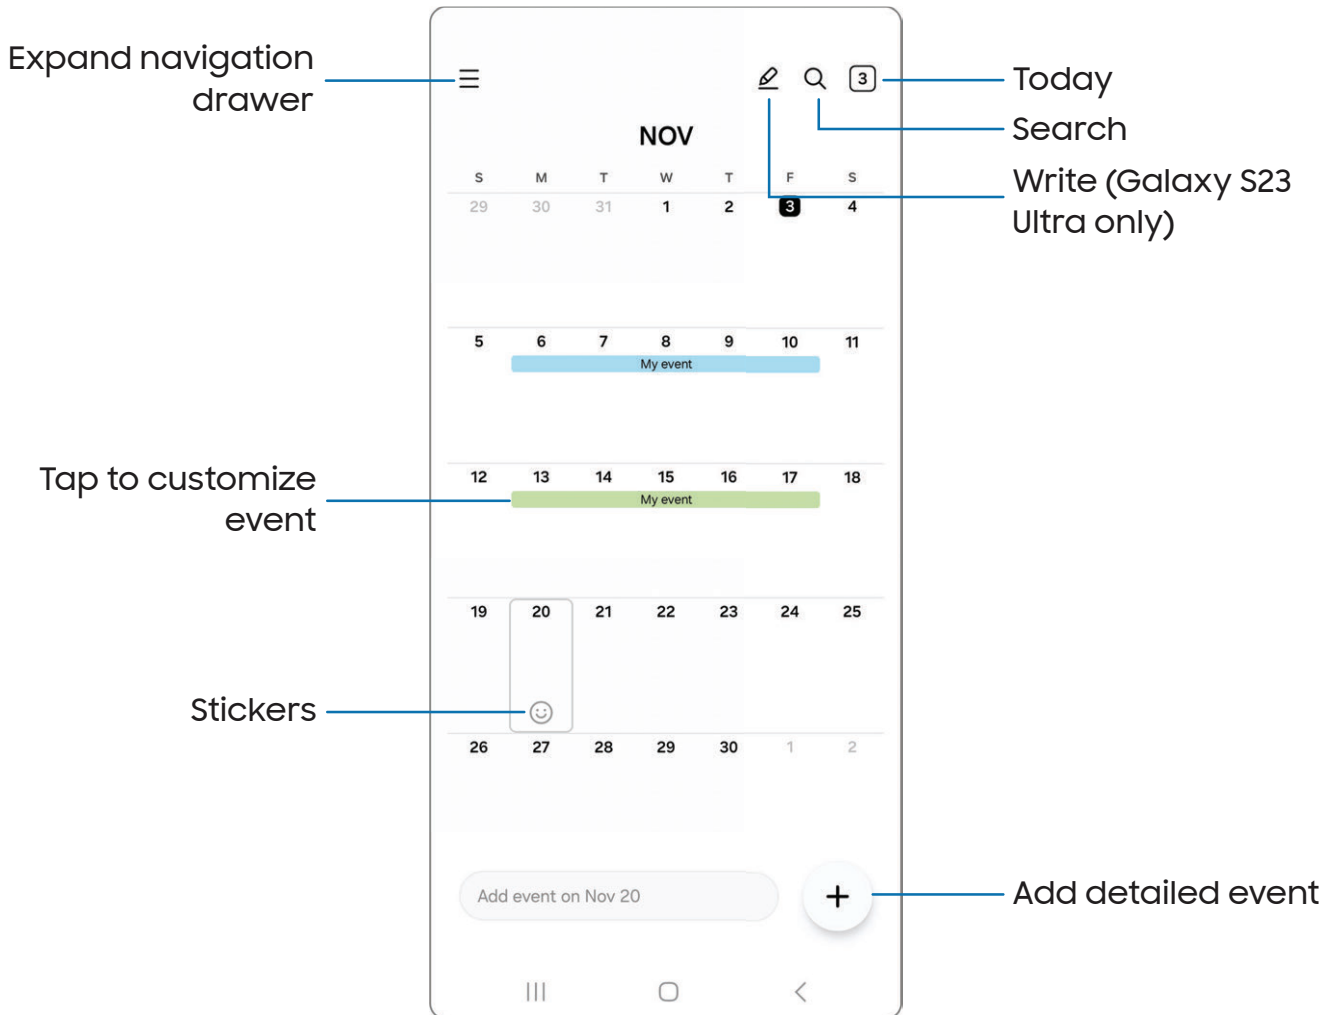 Expand navigation
drawer
3
Today
Search
Write (Galaxy S23
Ultra only)
NOV
S M T W T F S
29 30 31 1 2 3 4
5 6 7 8 9 10 11
My event
Tap to customize
event
12 13 14 15 16 17 18
My event
19 20 21 22 23 24 25
Stickers
26 27 28 29 30 1 2
Add event on Nov 20
+
Add detailed event